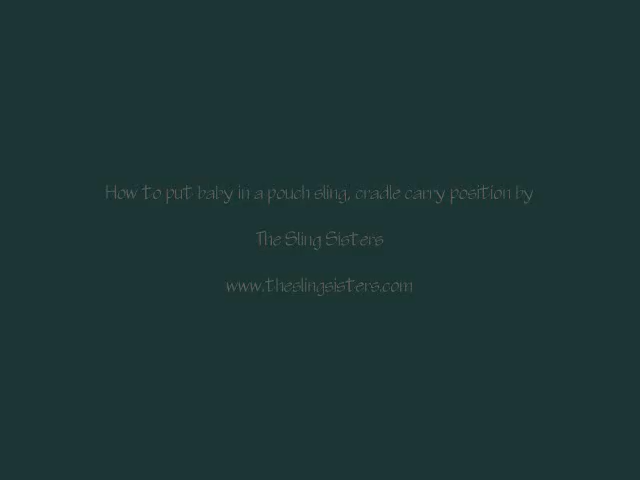 How to put baby in a pouch sling, cradle carry position by
The Sling Sisters
www.theslingsisters.com